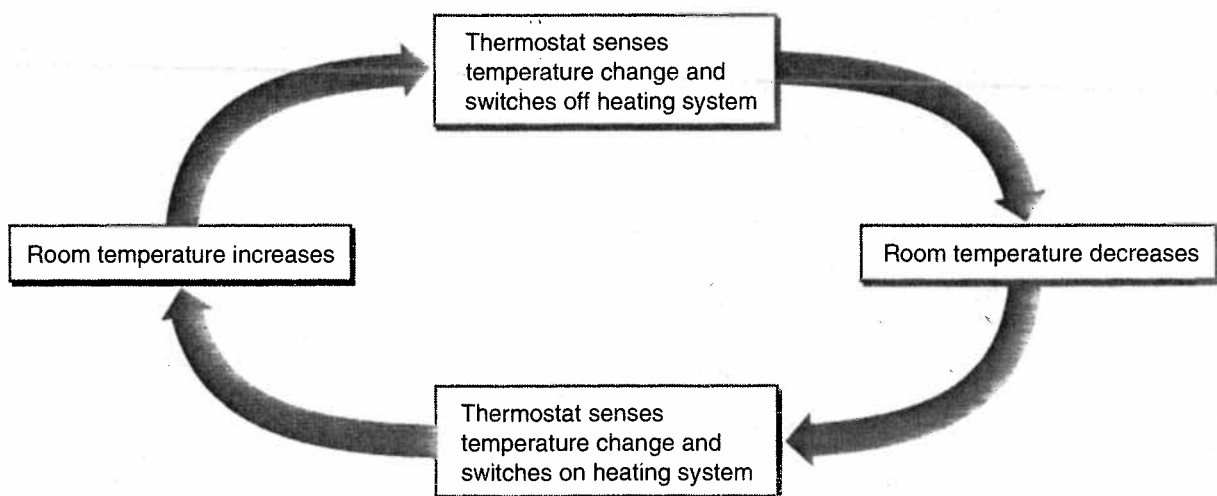 Thermostat senses
temperature change and
switches off heating system
Room temperature increases
Room temperature decreases
Thermostat senses
temperature change and
switches on heating system